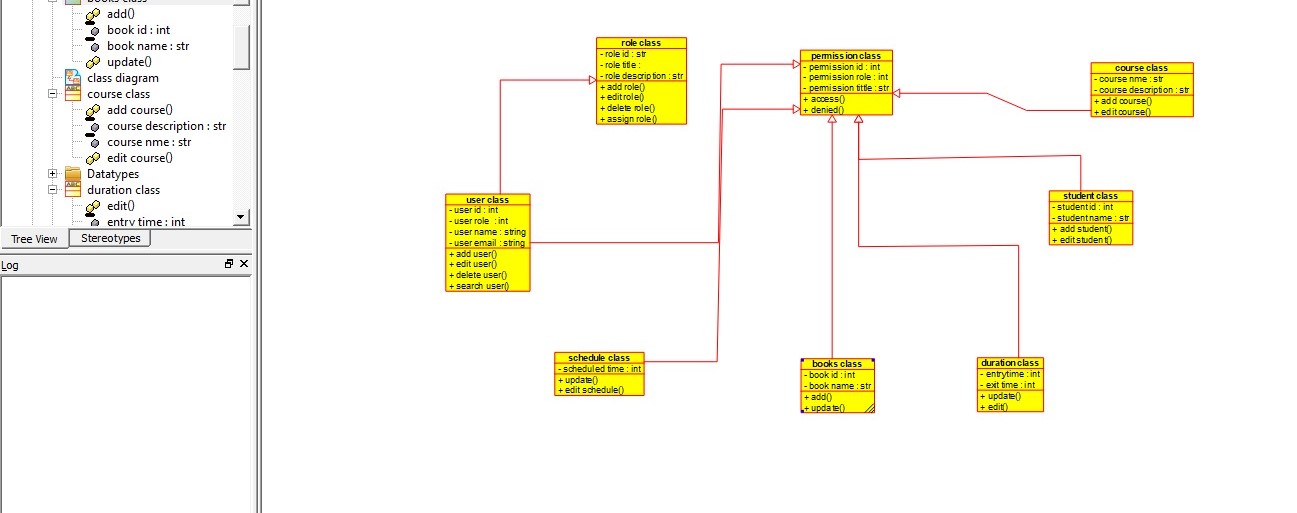 books class
add()
book id : int
book name : str
update()
class diagram
course class
add course()
course description : str
course nme : str
edit course()
Datatypes
duration class
edit()
entry time : int
Tree View
Stereotypes
Log
role class
- role id : str
- role title :
- role description : str
+ add role()
+ edit role()
+ delete role()
+ assign role()
permission class
- permission id : int
- permission role : int
- permission tittle : str
+ access()
+ denied()
course class
- course nme : str
- course description : str
+ add course()
+ edit course()
user class
- user id : int
- user role : int
- user name : string
- user email : string
+ add user()
+ edit user()
+ delete user()
+ search user()
student class
- student id : int
- student name : str
+ add student()
+ edit student()
schedule class
- scheduled time : int
+ update()
+ edit schedule()
books class
- book id : int
- book name : str
+ add()
+ update()
duration class
- entry time : int
- exit time : int
+ update()
+ edit()